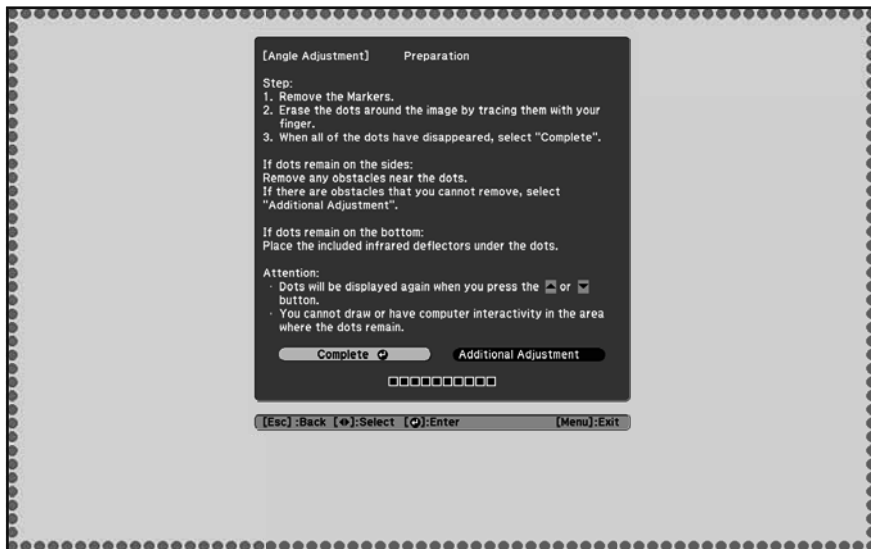 [Angle Adjustment] Preparation
Step:
1. Remove the Markers.
2. Erase the dots around the image by tracing them with your
finger.
3. When all of the dots have disappeared, select "Complete".
If dots remain on the sides:
Remove any obstacles near the dots.
If there are obstacles that you cannot remove, select
"Additional Adjustment".
If dots remain on the bottom:
Place the included infrared deflectors under the dots.
Attention:
· Dots will be displayed again when you press the ▲ or ▼
button.
· You cannot draw or have computer interactivity in the area
where the dots remain.
Complete Additional Adjustment
[Esc] :Back [◆]:Select [⏎]:Enter [Menu]:Exit